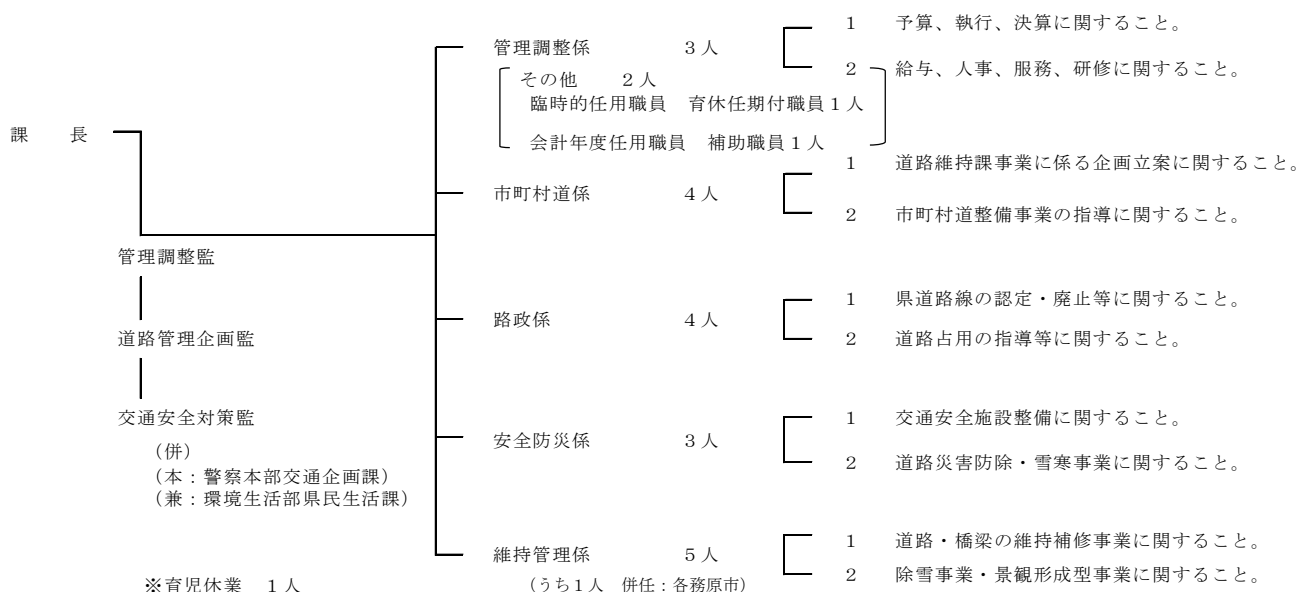 課　　長
管理調整監
道路管理企画監
交通安全対策監
（併）
（本：警察本部交通企画課）
（兼：環境生活部県民生活課）
※育児休業　１人
管理調整係　３人
その他　２人
臨時的任用職員　育休任期付職員１人
会計年度任用職員　補助職員１人
１　予算、執行、決算に関すること。
２　給与、人事、服務、研修に関すること。
市町村道係　４人
１　道路維持課事業に係る企画立案に関すること。
２　市町村道整備事業の指導に関すること。
路政係　４人
１　県道路線の認定・廃止等に関すること。
２　道路占用の指導等に関すること。
安全防災係　３人
１　交通安全施設整備に関すること。
２　道路災害防除・雪寒事業に関すること。
維持管理係　５人
（うち１人　併任：各務原市）
１　道路・橋梁の維持補修事業に関すること。
２　除雪事業・景観形成型事業に関すること。